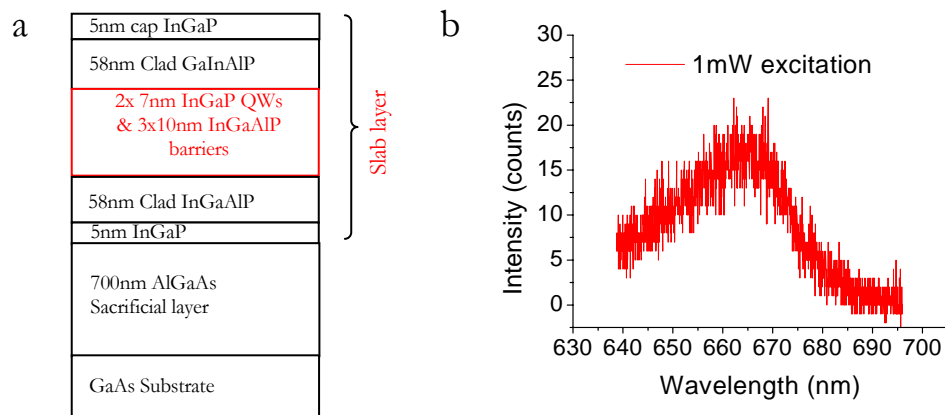 a
5nm cap InGaP
58nm Clad GaInAlP
2x 7nm InGaP QWs
& 3x10nm InGaAlP
barriers
58nm Clad InGaAlP
5nm InGaP
700nm AlGaAs
Sacrificial layer
GaAs Substrate
Slab layer
b
1mW excitation
Intensity (counts)
30
25
20
15
10
5
0
630 640 650 660 670 680 690 700
Wavelength (nm)